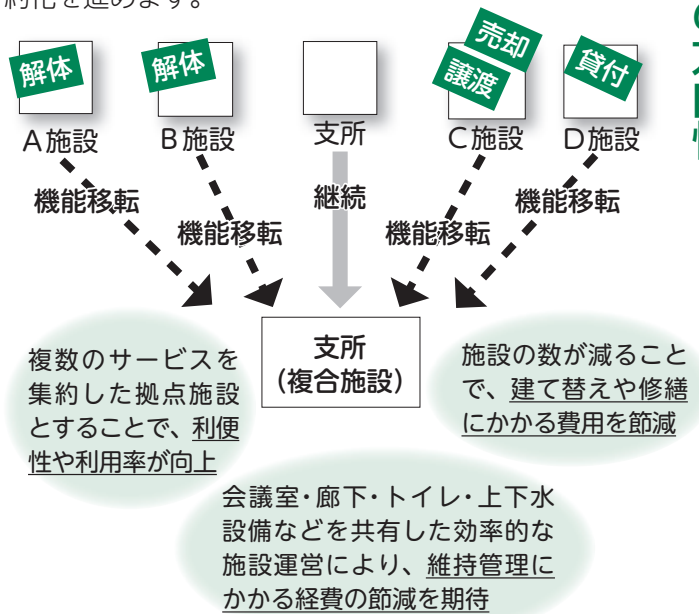 約化を進めます。
解体
解体
売却
譲渡
貸付
A施設
B施設
支所
C施設
D施設
機能移転
機能移転
継続
機能移転
機能移転
支所
(複合施設)
複数のサービスを
集約した拠点施設
とすることで、利便
性や利用率が向上
施設の数が減ること
で、建て替えや修繕
にかかる費用を節減
会議室・廊下・トイレ・上下水
設備などを共有した効率的な
施設運営により、維持管理に
かかる経費の節減を期待